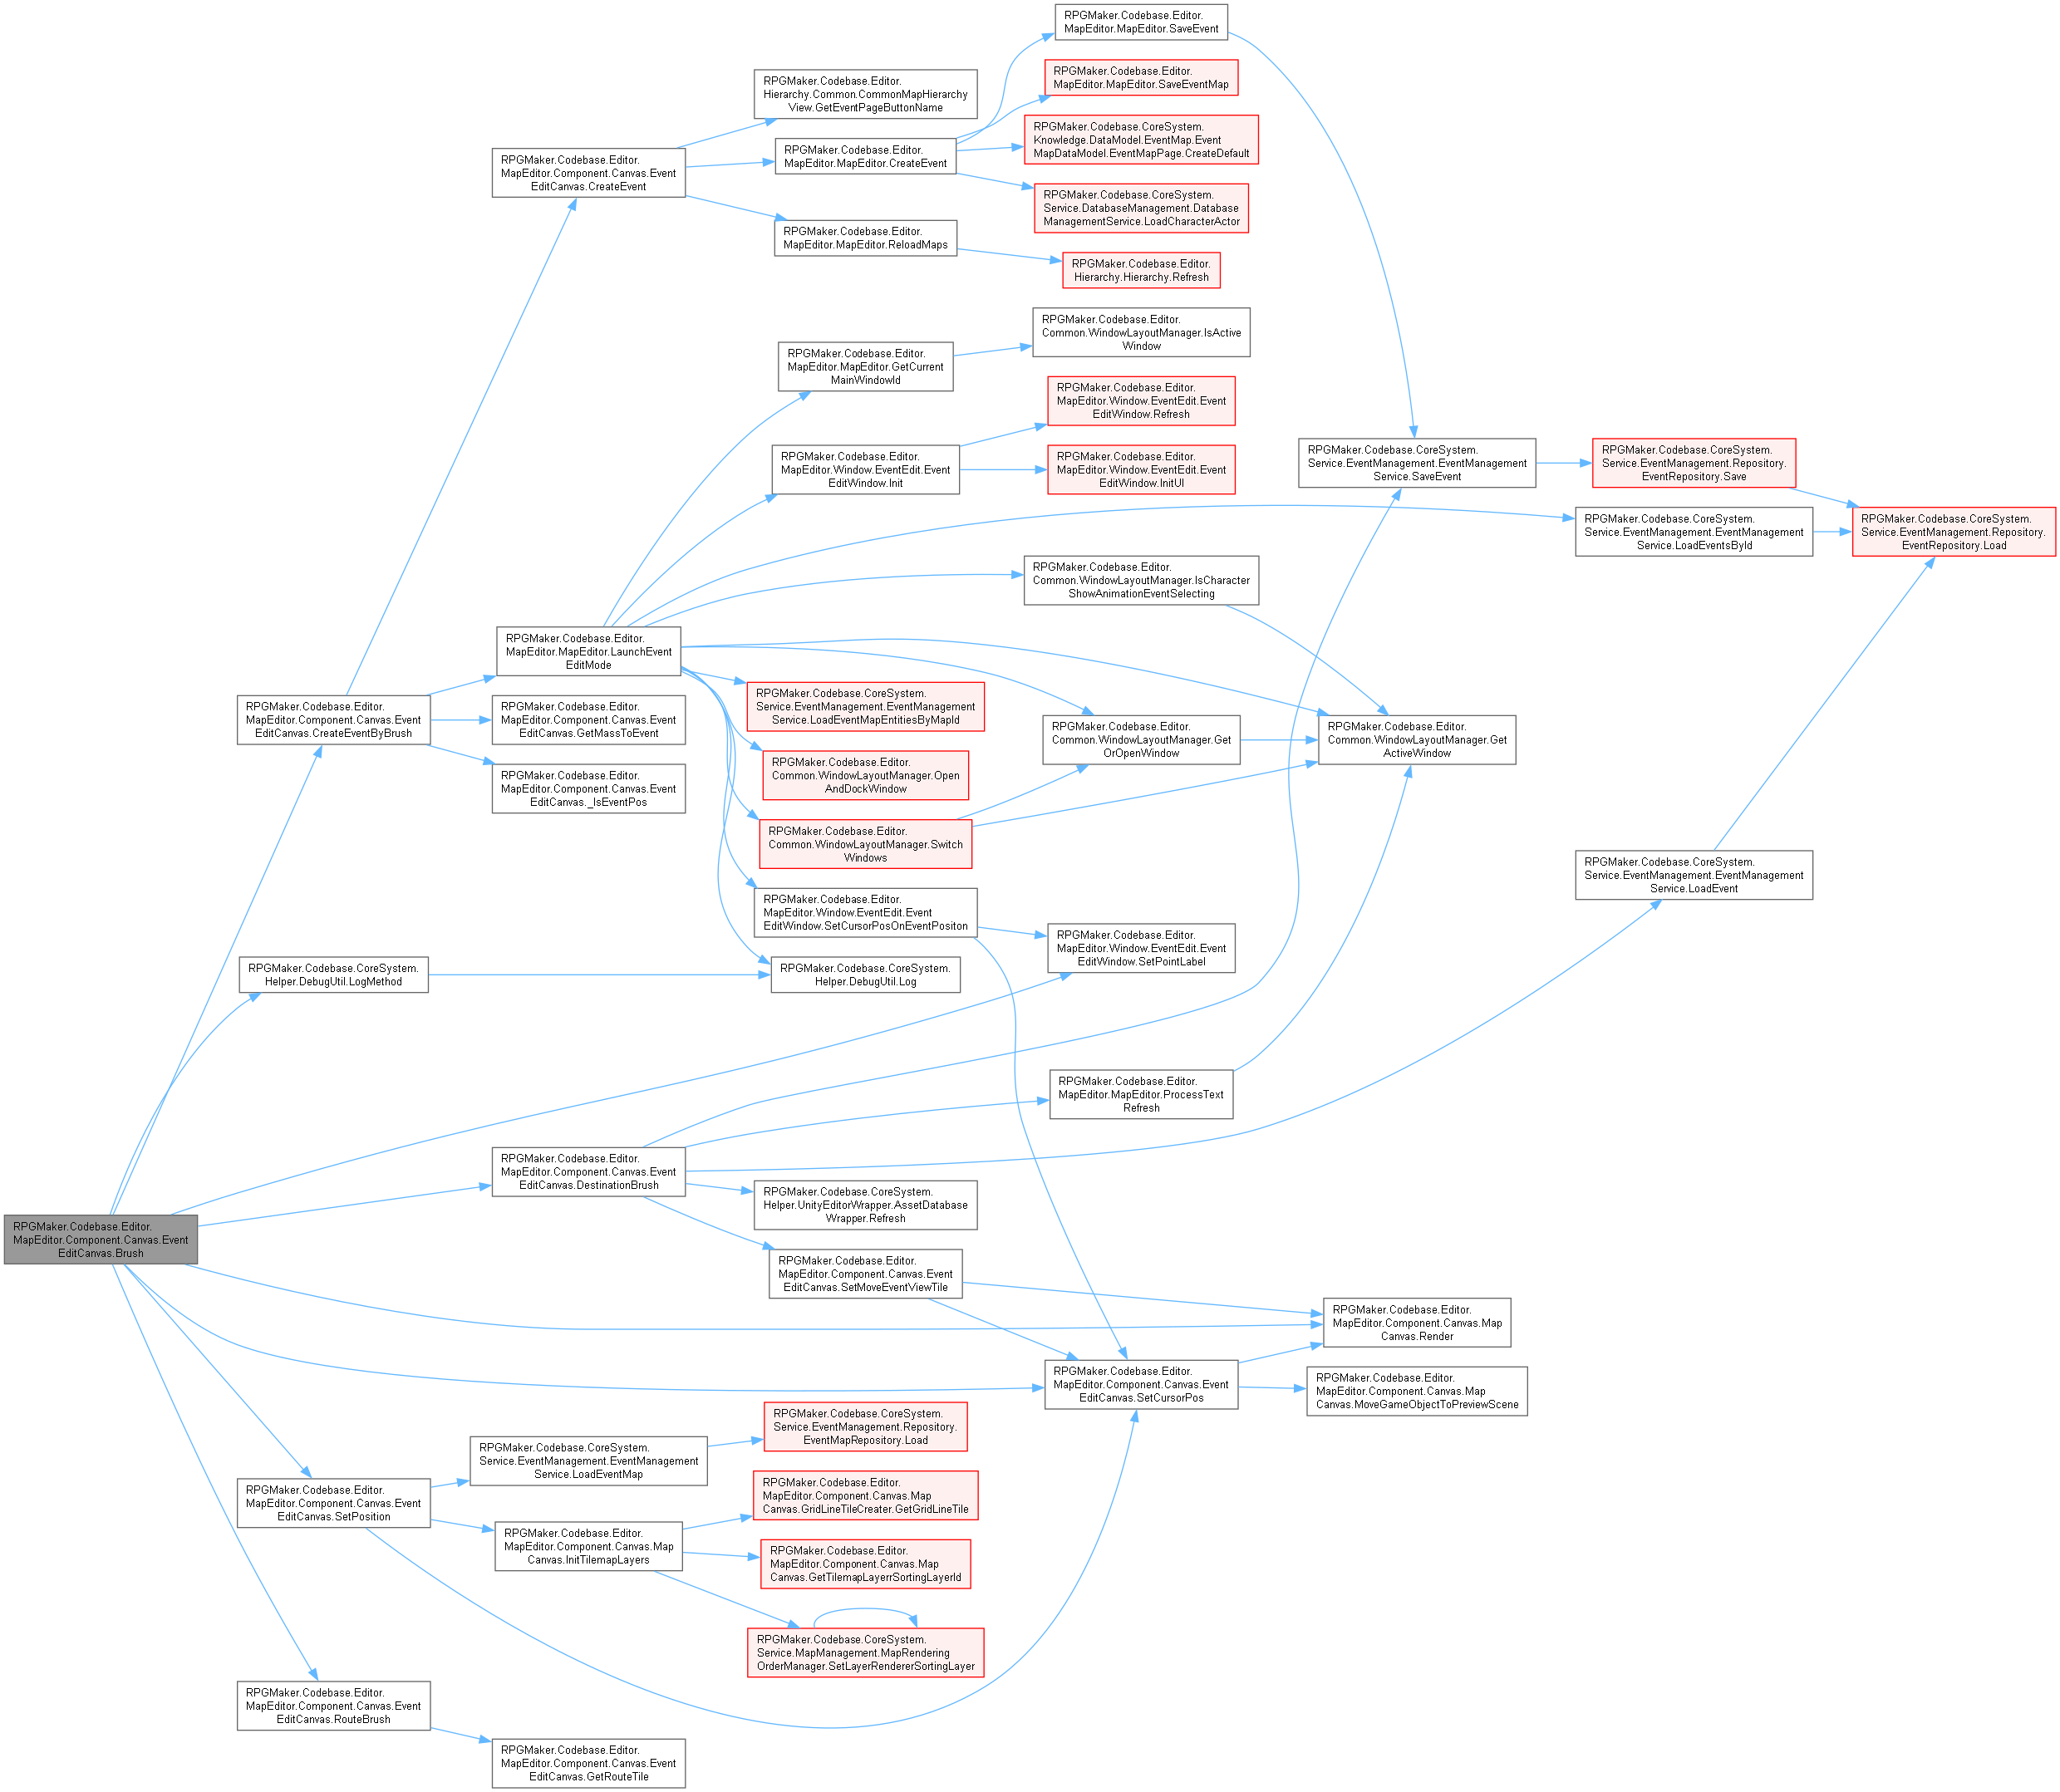 RPGMaker.Codebase.Editor.
MapEditor.MapEditor.SaveEvent
RPGMaker.Codebase.Editor.
MapEditor.MapEditor.SaveEventMap
RPGMaker.Codebase.Editor.
Hierarchy.Common.CommonMapHierarchy
View.GetEventPageButtonName
RPGMaker.Codebase.CoreSystem.
Knowledge.DataModel.EventMap.Event
MapDataModel.EventMapPage.CreateDefault
RPGMaker.Codebase.Editor.
MapEditor.MapEditor.CreateEvent
RPGMaker.Codebase.Editor.
MapEditor.Component.Canvas.Event
EditCanvas.CreateEvent
RPGMaker.Codebase.CoreSystem.
Service.DatabaseManagement.Database
ManagementService.LoadCharacterActor
RPGMaker.Codebase.Editor.
MapEditor.MapEditor.ReloadMaps
RPGMaker.Codebase.Editor.
Hierarchy.Hierarchy.Refresh
RPGMaker.Codebase.Editor.
Common.WindowLayoutManager.IsActive
Window
RPGMaker.Codebase.Editor.
MapEditor.MapEditor.GetCurrent
MainWindowId
RPGMaker.Codebase.Editor.
MapEditor.Window.EventEdit.Event
EditWindow.Refresh
RPGMaker.Codebase.Editor.
MapEditor.Window.EventEdit.Event
EditWindow.Init
RPGMaker.Codebase.Editor.
MapEditor.Window.EventEdit.Event
EditWindow.InitUI
RPGMaker.Codebase.CoreSystem.
Service.EventManagement.EventManagement
Service.SaveEvent
RPGMaker.Codebase.CoreSystem.
Service.EventManagement.Repository.
EventRepository.Save
RPGMaker.Codebase.CoreSystem.
Service.EventManagement.EventManagement
Service.LoadEventsById
RPGMaker.Codebase.CoreSystem.
Service.EventManagement.Repository.
EventRepository.Load
RPGMaker.Codebase.Editor.
Common.WindowLayoutManager.IsCharacter
ShowAnimationEventSelecting
RPGMaker.Codebase.Editor.
MapEditor.MapEditor.LaunchEvent
EditMode
RPGMaker.Codebase.Editor.
MapEditor.Component.Canvas.Event
EditCanvas.CreateEventByBrush
RPGMaker.Codebase.Editor.
MapEditor.Component.Canvas.Event
EditCanvas.GetMassToEvent
RPGMaker.Codebase.CoreSystem.
Service.EventManagement.EventManagement
Service.LoadEventMapEntitiesByMapId
RPGMaker.Codebase.Editor.
Common.WindowLayoutManager.Get
OrOpenWindow
RPGMaker.Codebase.Editor.
Common.WindowLayoutManager.Get
ActiveWindow
RPGMaker.Codebase.Editor.
MapEditor.Component.Canvas.Event
EditCanvas._IsEventPos
RPGMaker.Codebase.Editor.
Common.WindowLayoutManager.Open
AndDockWindow
RPGMaker.Codebase.Editor.
Common.WindowLayoutManager.Switch
Windows
RPGMaker.Codebase.CoreSystem.
Service.EventManagement.EventManagement
Service.LoadEvent
RPGMaker.Codebase.Editor.
MapEditor.Window.EventEdit.Event
EditWindow.SetCursorPosOnEventPositon
RPGMaker.Codebase.Editor.
MapEditor.Window.EventEdit.Event
EditWindow.SetPointLabel
RPGMaker.Codebase.CoreSystem.
Helper.DebugUtil.LogMethod
RPGMaker.Codebase.CoreSystem.
Helper.DebugUtil.Log
RPGMaker.Codebase.Editor.
MapEditor.MapEditor.ProcessText
Refresh
RPGMaker.Codebase.Editor.
MapEditor.Component.Canvas.Event
EditCanvas.DestinationBrush
RPGMaker.Codebase.CoreSystem.
Helper.UnityEditorWrapper.AssetDatabase
Wrapper.Refresh
RPGMaker.Codebase.Editor.
MapEditor.Component.Canvas.Event
EditCanvas.Brush
RPGMaker.Codebase.Editor.
MapEditor.Component.Canvas.Event
EditCanvas.SetMoveEventViewTile
RPGMaker.Codebase.Editor.
MapEditor.Component.Canvas.Map
Canvas.Render
RPGMaker.Codebase.Editor.
MapEditor.Component.Canvas.Event
EditCanvas.SetCursorPos
RPGMaker.Codebase.Editor.
MapEditor.Component.Canvas.Map
Canvas.MoveGameObjectToPreviewScene
RPGMaker.Codebase.CoreSystem.
Service.EventManagement.Repository.
EventMapRepository.Load
RPGMaker.Codebase.CoreSystem.
Service.EventManagement.EventManagement
Service.LoadEventMap
RPGMaker.Codebase.Editor.
MapEditor.Component.Canvas.Event
EditCanvas.SetPosition
RPGMaker.Codebase.Editor.
MapEditor.Component.Canvas.Map
Canvas.GridLineTileCreater.GetGridLineTile
RPGMaker.Codebase.Editor.
MapEditor.Component.Canvas.Map
Canvas.InitTilemapLayers
RPGMaker.Codebase.Editor.
MapEditor.Component.Canvas.Map
Canvas.GetTilemapLayerrSortingLayerId
RPGMaker.Codebase.CoreSystem.
Service.MapManagement.MapRendering
OrderManager.SetLayerRendererSortingLayer
RPGMaker.Codebase.Editor.
MapEditor.Component.Canvas.Event
EditCanvas.RouteBrush
RPGMaker.Codebase.Editor.
MapEditor.Component.Canvas.Event
EditCanvas.GetRouteTile